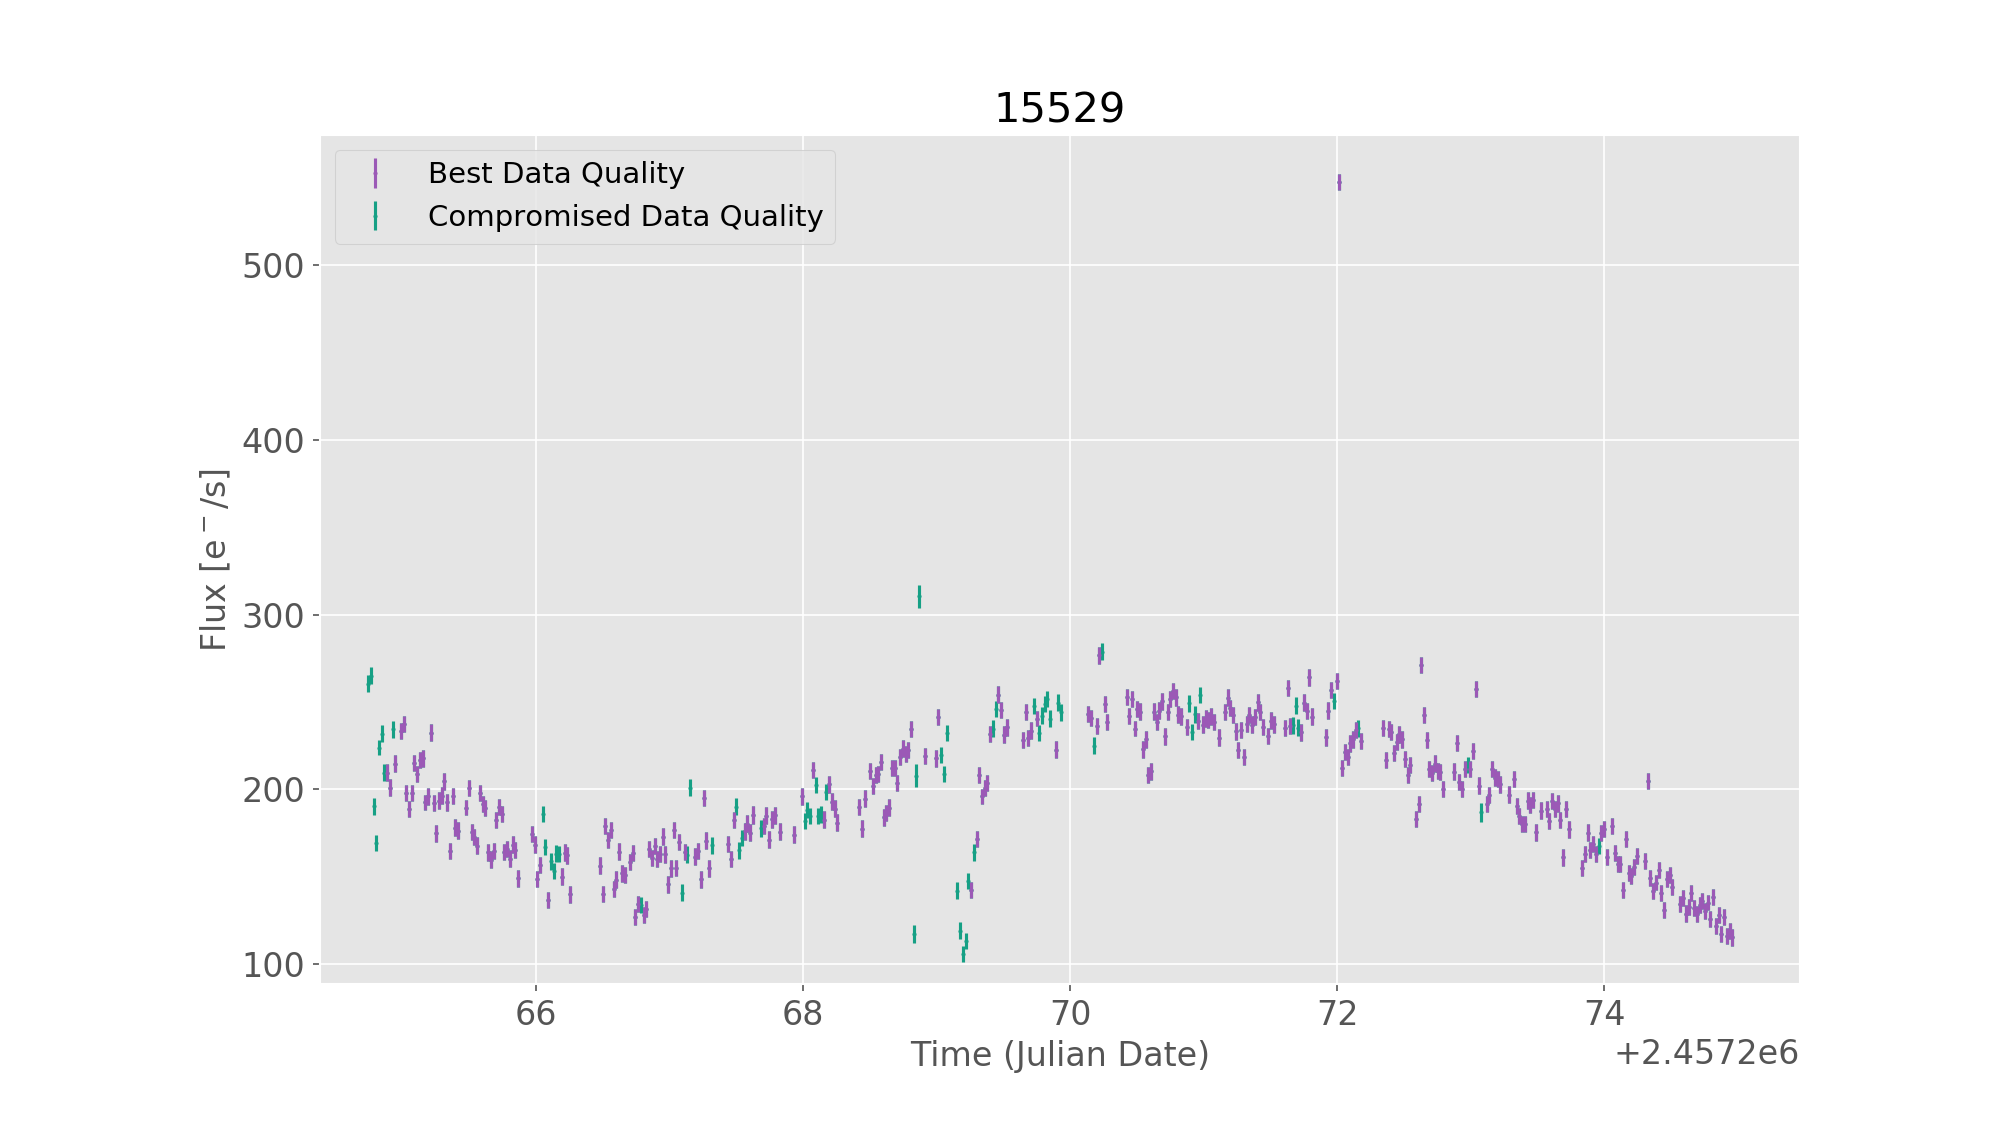 15529
Best Data Quality
Compromised Data Quality
500
400
300
200
100
Flux [e⁻/s]
66 68 70 72 74
Time (Julian Date)
+2.4572e6